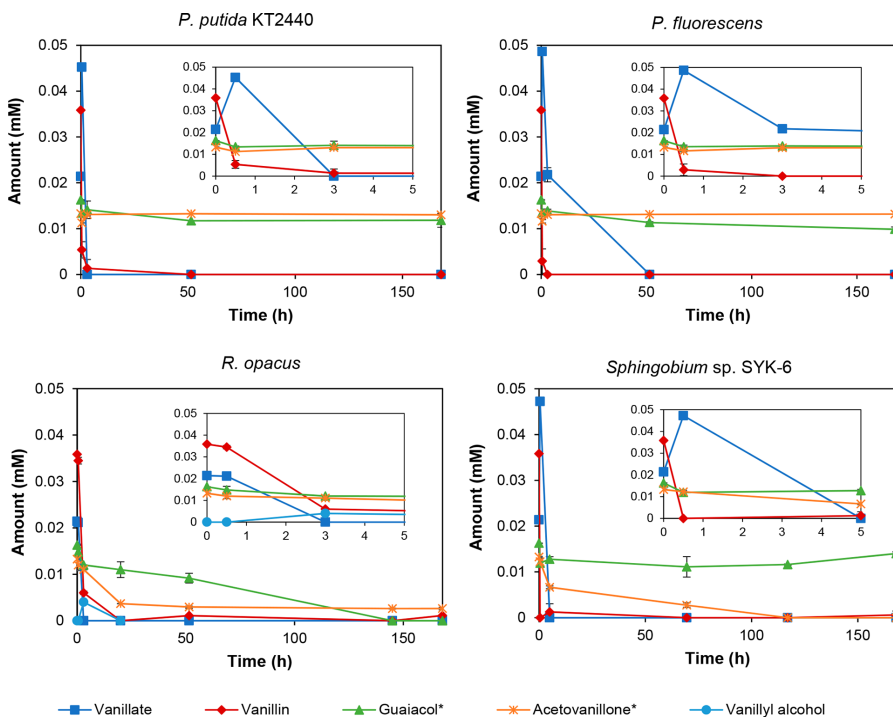 P. putida KT2440
P. fluorescens
0.05
0.04
0.03
0.02
0.01
0
Amount (mM)
0 50 100 150
Time (h)
0.05
0.04
0.03
0.02
0.01
0
0 1 2 3 4 5
0.05
0.04
0.03
0.02
0.01
0
Amount (mM)
0 50 100 150
Time (h)
0.05
0.04
0.03
0.02
0.01
0
0 1 2 3 4 5
R. opacus
Sphingobium sp. SYK-6
0.05
0.04
0.03
0.02
0.01
0
Amount (mM)
0 50 100 150
Time (h)
0.05
0.04
0.03
0.02
0.01
0
0 1 2 3 4 5
0.05
0.04
0.03
0.02
0.01
0
Amount (mM)
0 50 100 150
Time (h)
0.05
0.04
0.03
0.02
0.01
0
0 1 2 3 4 5
Vanillate Vanillin Guaiacol* Acetovanillone* Vanillyl alcohol